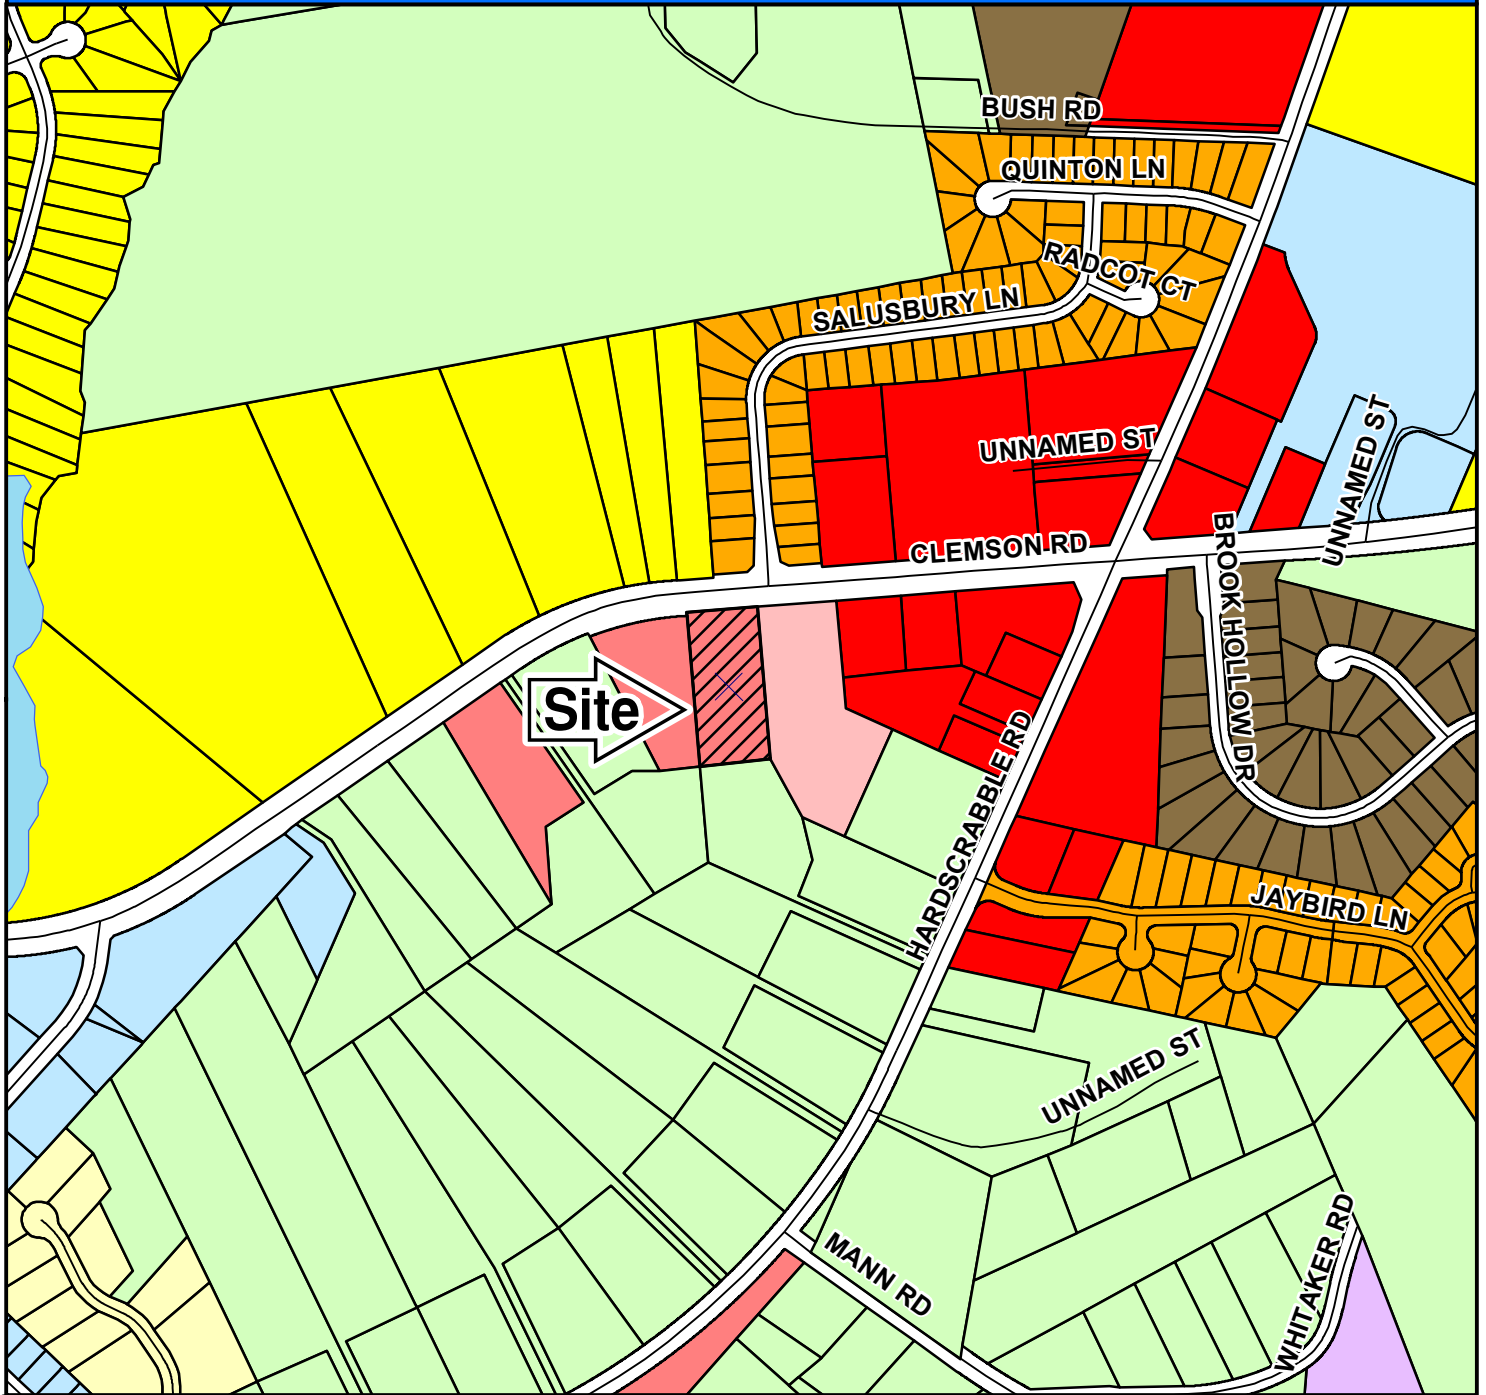 BUSH RD
QUINTON LN
RADCOT CT
SALUSBURY LN
UNNAMED ST
UNNAMED ST
CLEMSON RD
BROOK HOLLOW DR
Site
HARDSCRABBLE RD
JAYBIRD LN
UNNAMED ST
MANN RD
WHITAKER RD